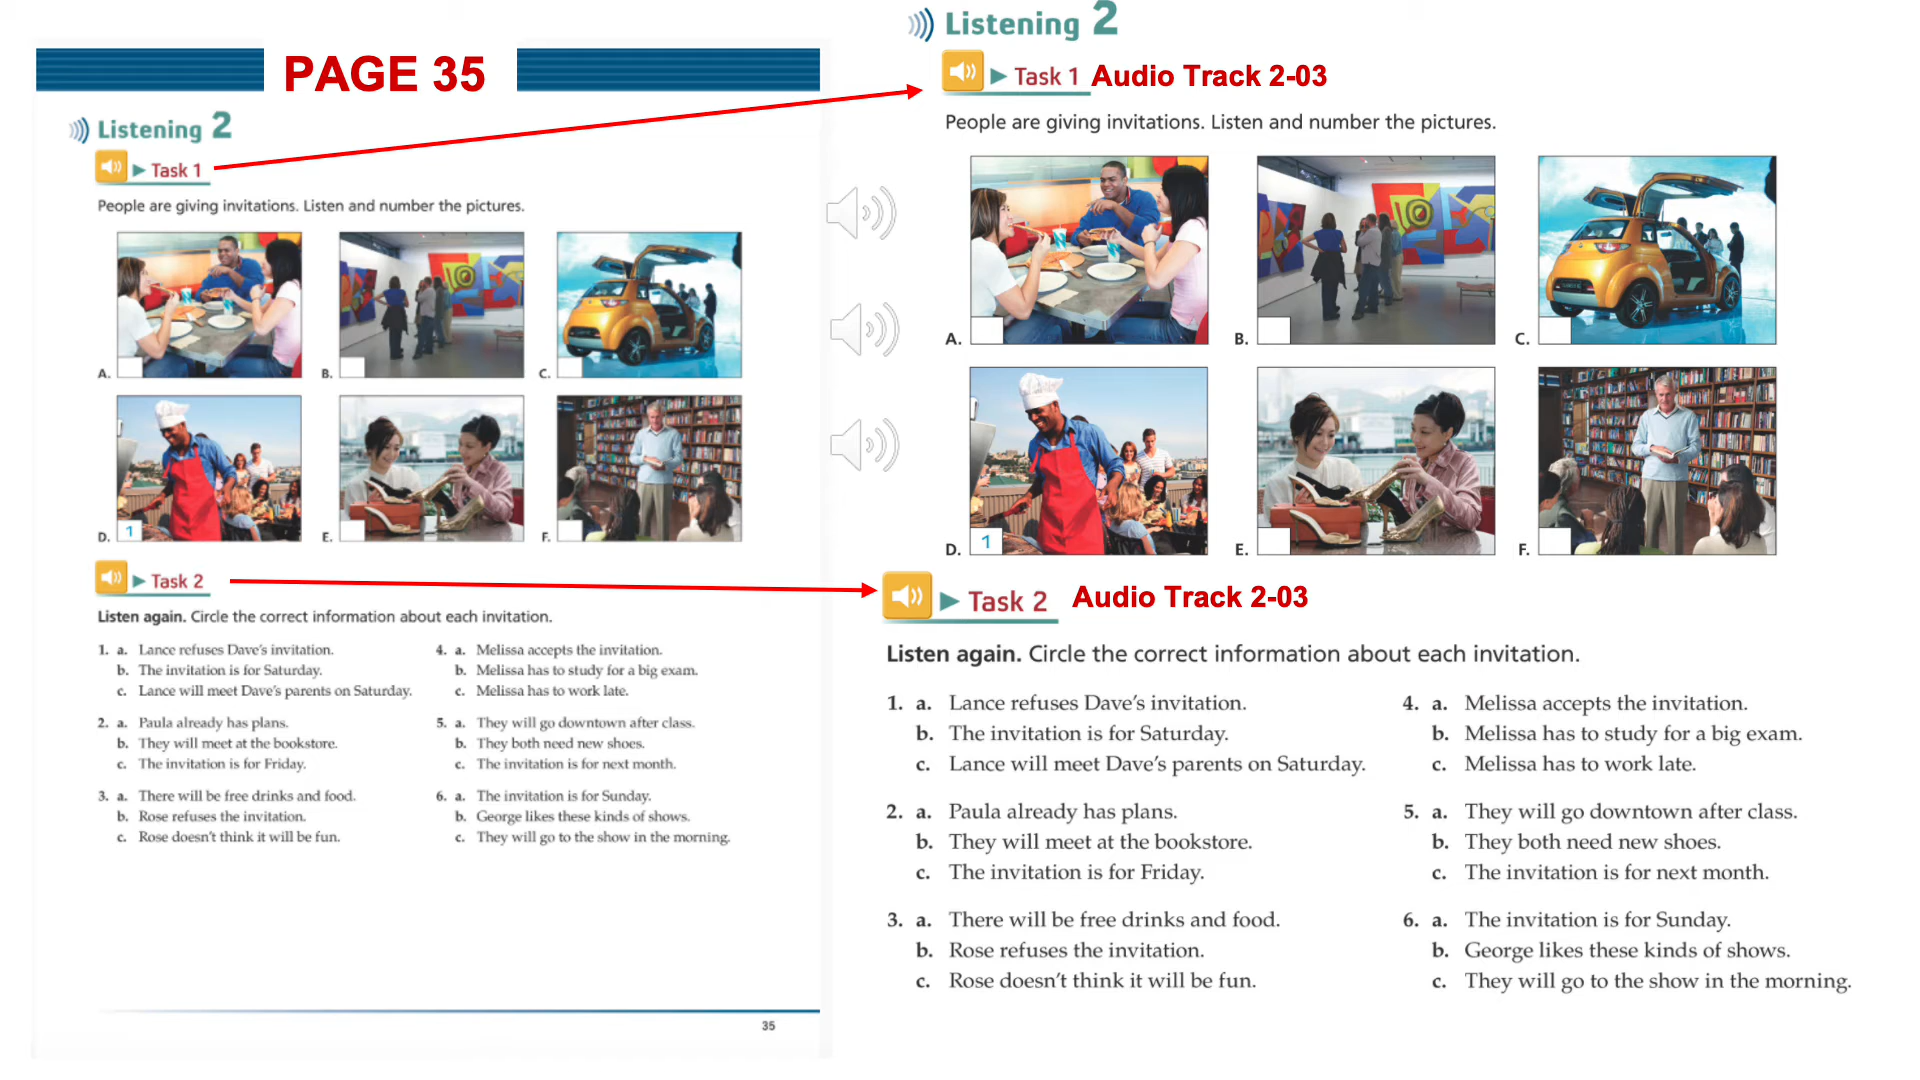 PAGE 35
Listening 2
Task 1
People are giving invitations. Listen and number the pictures.
A.
B.
C.
D. 1
E.
F.
Task 2
Listen again. Circle the correct information about each invitation.
1. a. Lance refuses Dave's invitation.
b. The invitation is for Saturday.
c. Lance will meet Dave's parents on Saturday.
2. a. Paula already has plans.
b. They will meet at the bookstore.
c. The invitation is for Friday.
3. a. There will be free drinks and food.
b. Rose refuses the invitation.
c. Rose doesn't think it will be fun.
4. a. Melissa accepts the invitation.
b. Melissa has to study for a big exam.
c. Melissa has to work late.
5. a. They will go downtown after class.
b. They both need new shoes.
c. The invitation is for next month.
6. a. The invitation is for Sunday.
b. George likes these kinds of shows.
c. They will go to the show in the morning.
35
Listening 2
Task 1 Audio Track 2-03
People are giving invitations. Listen and number the pictures.
A.
B.
C.
D. 1
E.
F.
Task 2 Audio Track 2-03
Listen again. Circle the correct information about each invitation.
1. a. Lance refuses Dave's invitation.
b. The invitation is for Saturday.
c. Lance will meet Dave's parents on Saturday.
2. a. Paula already has plans.
b. They will meet at the bookstore.
c. The invitation is for Friday.
3. a. There will be free drinks and food.
b. Rose refuses the invitation.
c. Rose doesn't think it will be fun.
4. a. Melissa accepts the invitation.
b. Melissa has to study for a big exam.
c. Melissa has to work late.
5. a. They will go downtown after class.
b. They both need new shoes.
c. The invitation is for next month.
6. a. The invitation is for Sunday.
b. George likes these kinds of shows.
c. They will go to the show in the morning.